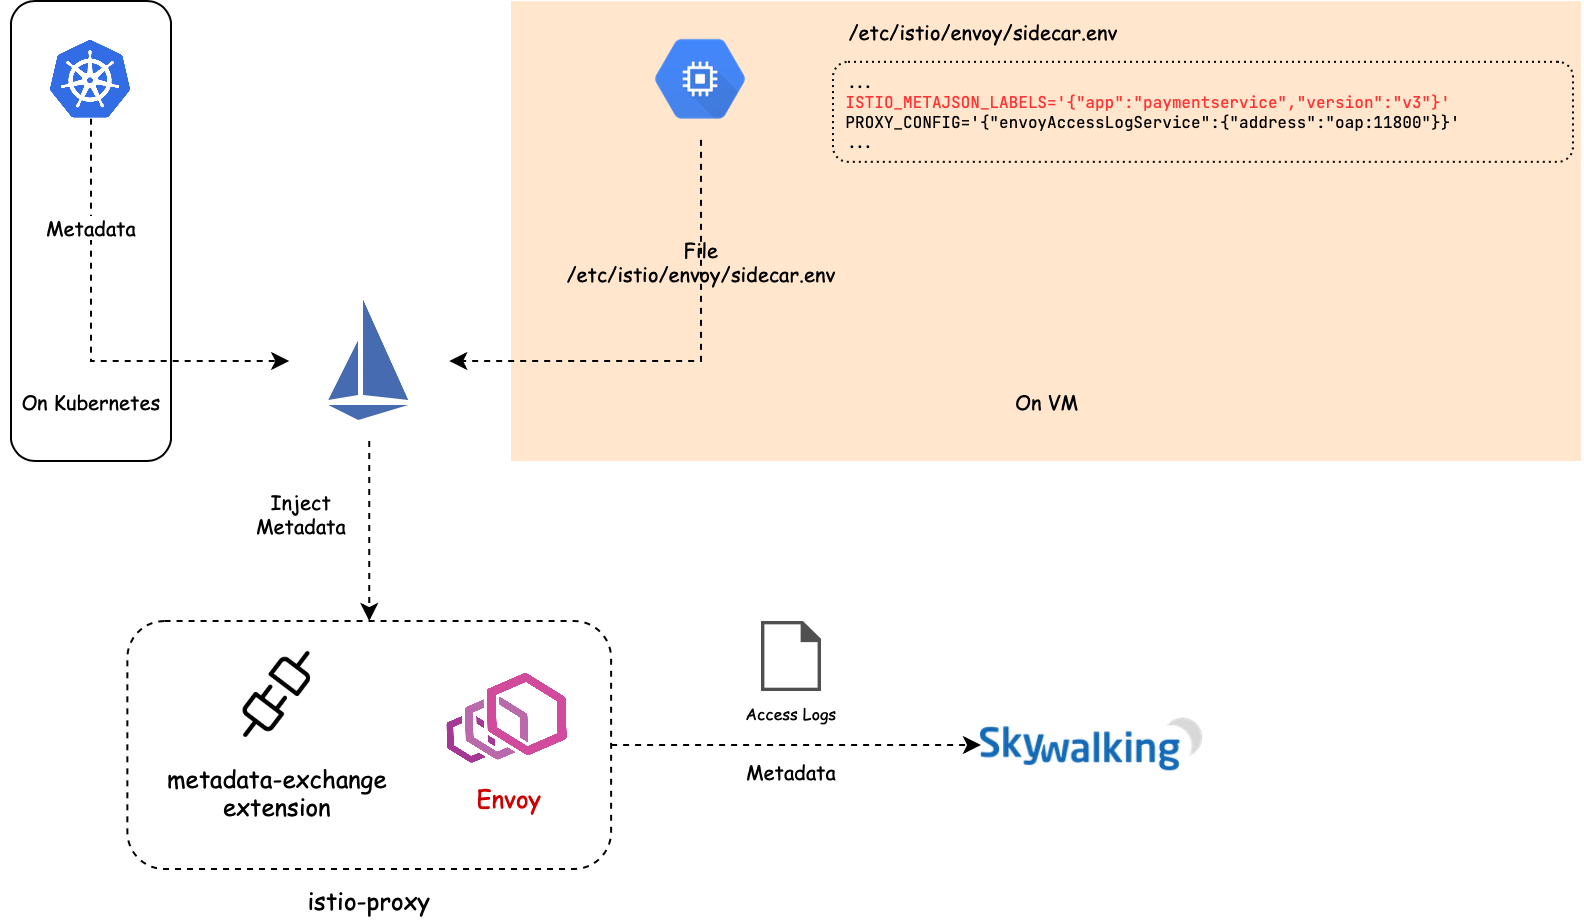 /etc/istio/envoy/sidecar.env
...
ISTIO_METAJSON_LABELS='{"app":"paymentservice","version":"v3"}'
PROXY_CONFIG='{"envoyAccessLogService":{"address":"oap:11800"}}'
...
Metadata
File
/etc/istio/envoy/sidecar.env
On Kubernetes
On VM
Inject
Metadata
Access Logs
Skywalking
Metadata
metadata-exchange
extension
Envoy
istio-proxy